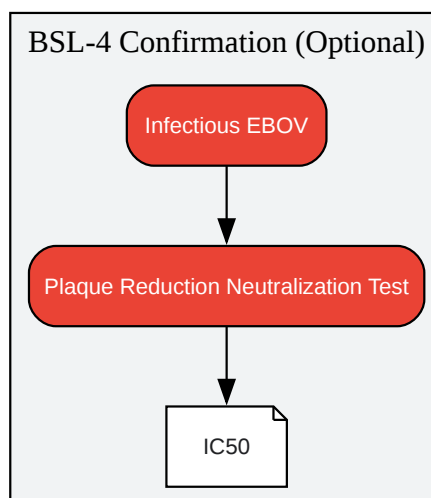 BSL-4 Confirmation (Optional)
Infectious EBOV
Plaque Reduction Neutralization Test
IC50